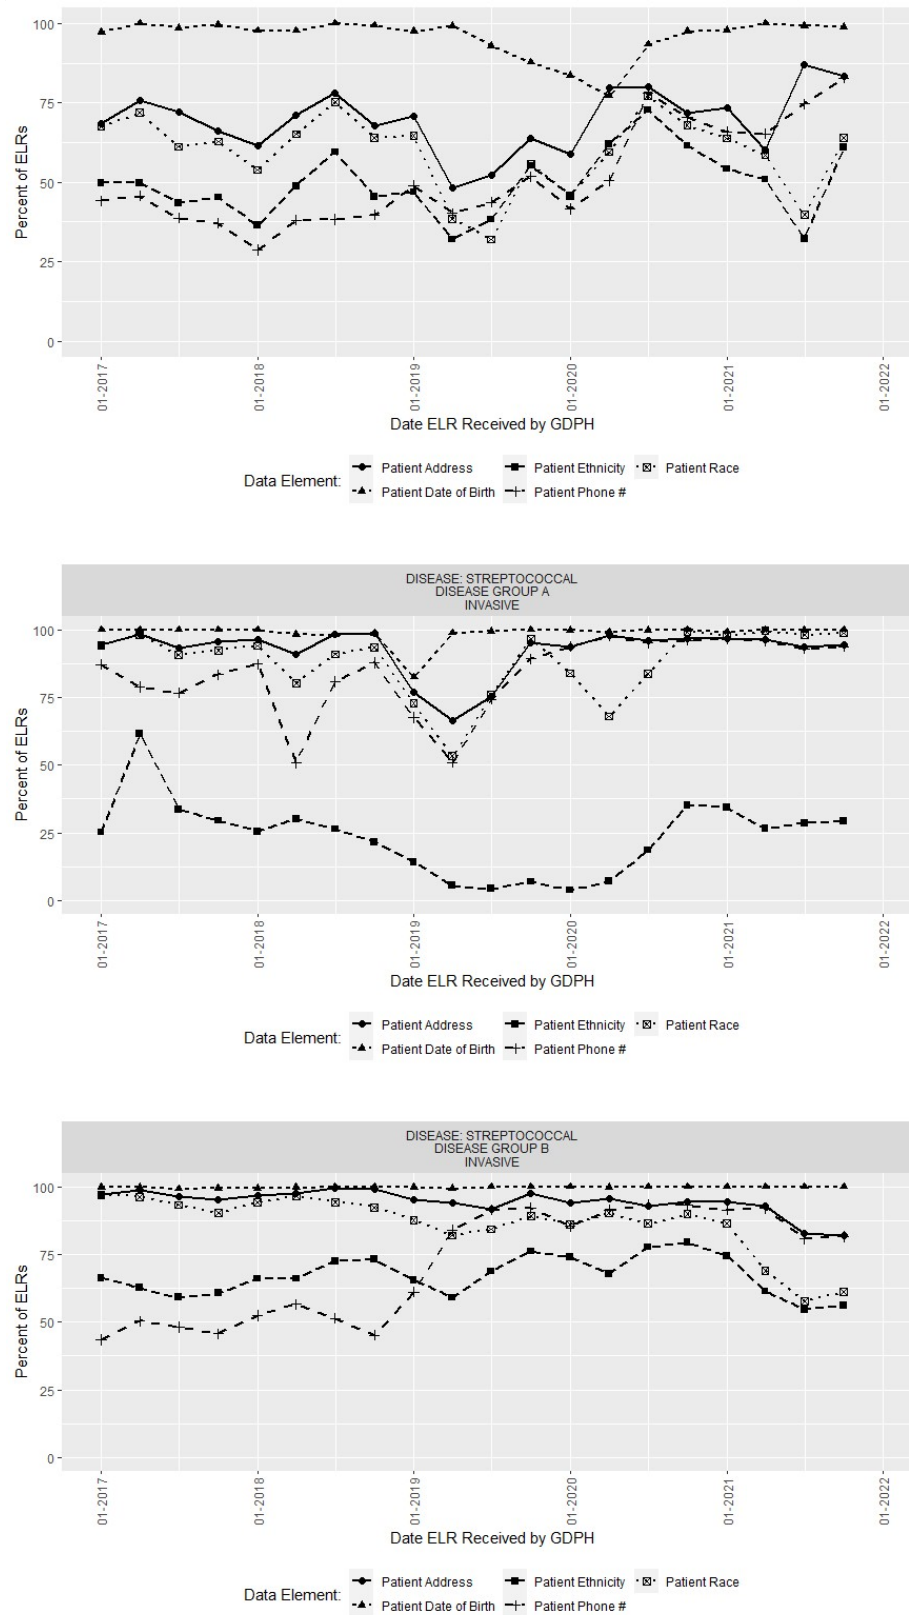 100
75
50
25
0
Percent of ELRs
01-2017
01-2018
01-2019
01-2020
01-2021
01-2022
Date ELR Received by GDPH
Data Element:
Patient Address
Patient Ethnicity
Patient Race
Patient Date of Birth
Patient Phone #
DISEASE: STREPTOCOCCAL
DISEASE GROUP A
INVASIVE
100
75
50
25
0
Percent of ELRs
01-2017
01-2018
01-2019
01-2020
01-2021
01-2022
Date ELR Received by GDPH
Data Element:
Patient Address
Patient Ethnicity
Patient Race
Patient Date of Birth
Patient Phone #
DISEASE: STREPTOCOCCAL
DISEASE GROUP B
INVASIVE
100
75
50
25
0
Percent of ELRs
01-2017
01-2018
01-2019
01-2020
01-2021
01-2022
Date ELR Received by GDPH
Data Element:
Patient Address
Patient Ethnicity
Patient Race
Patient Date of Birth
Patient Phone #